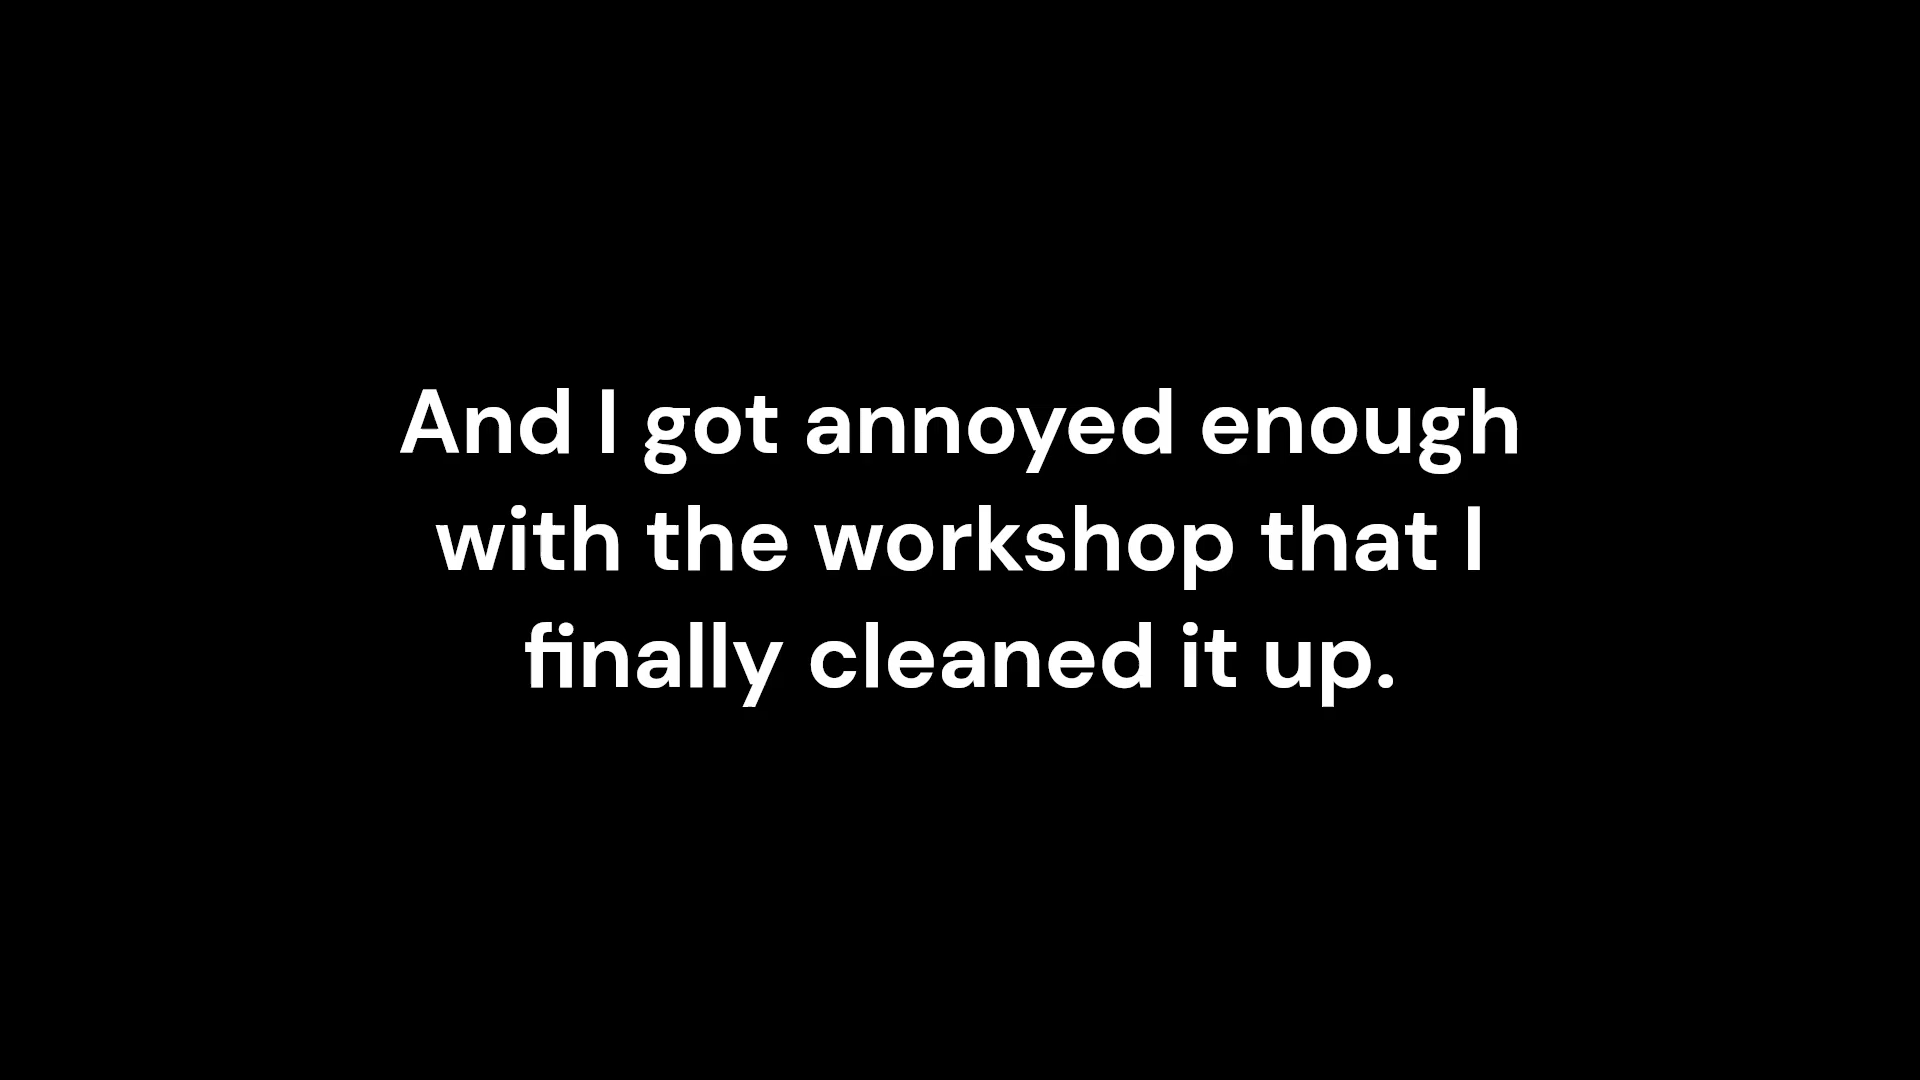 And I got annoyed enough
with the workshop that I
finally cleaned it up.